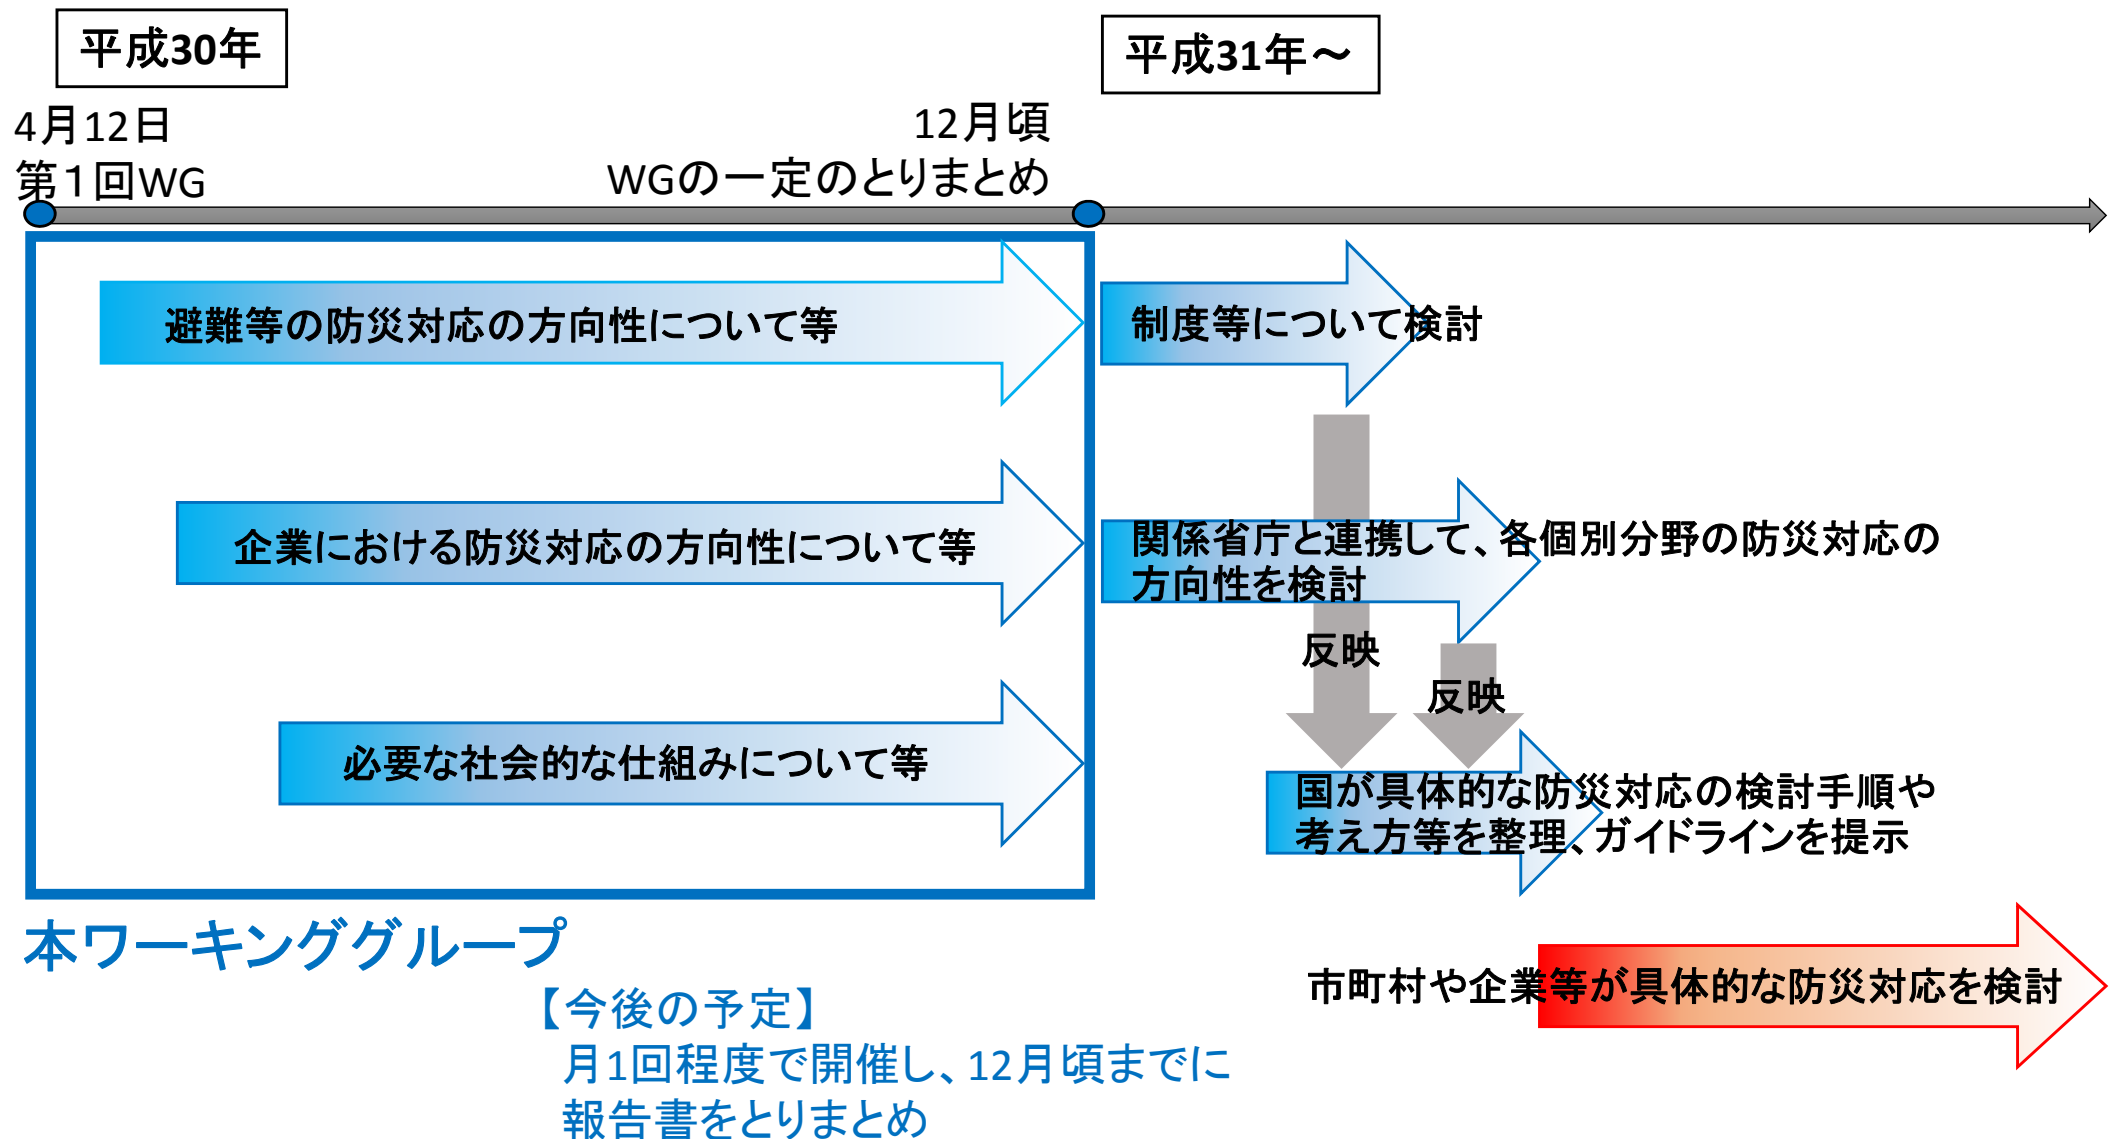 平成30年
平成31年～
4月12日
第１回WG
12月頃
WGの一定のとりまとめ
避難等の防災対応の方向性について等
制度等について検討
企業における防災対応の方向性について等
関係省庁と連携して、各個別分野の防災対応の
方向性を検討
反映
反映
必要な社会的な仕組みについて等
国が具体的な防災対応の検討手順や
考え方等を整理、ガイドラインを提示
本ワーキンググループ
市町村や企業等が具体的な防災対応を検討
【今後の予定】
月1回程度で開催し、12月頃までに
報告書をとりまとめ